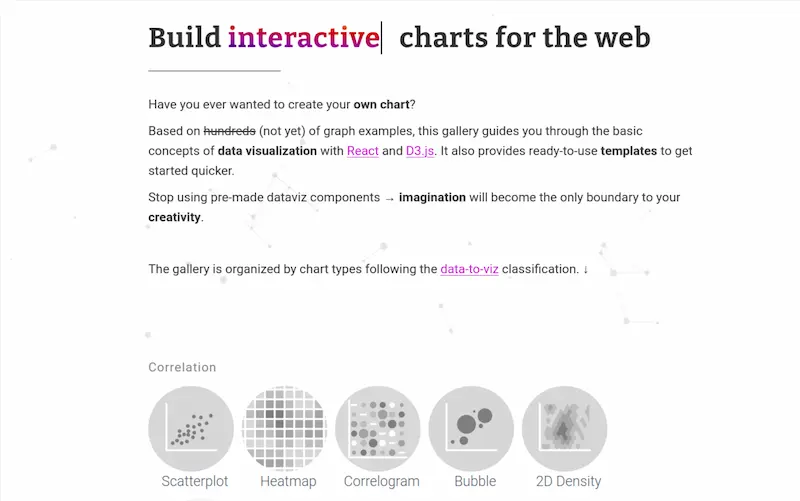 Build interactive charts for the web
Have you ever wanted to create your own chart?
Based on hundreds (not yet) of graph examples, this gallery guides you through the basic
concepts of data visualization with React and D3.js. It also provides ready-to-use templates to get
started quicker.
Stop using pre-made dataviz components → imagination will become the only boundary to your
creativity.
The gallery is organized by chart types following the data-to-viz classification. ↓
Correlation
Scatterplot Heatmap Correlogram Bubble 2D Density